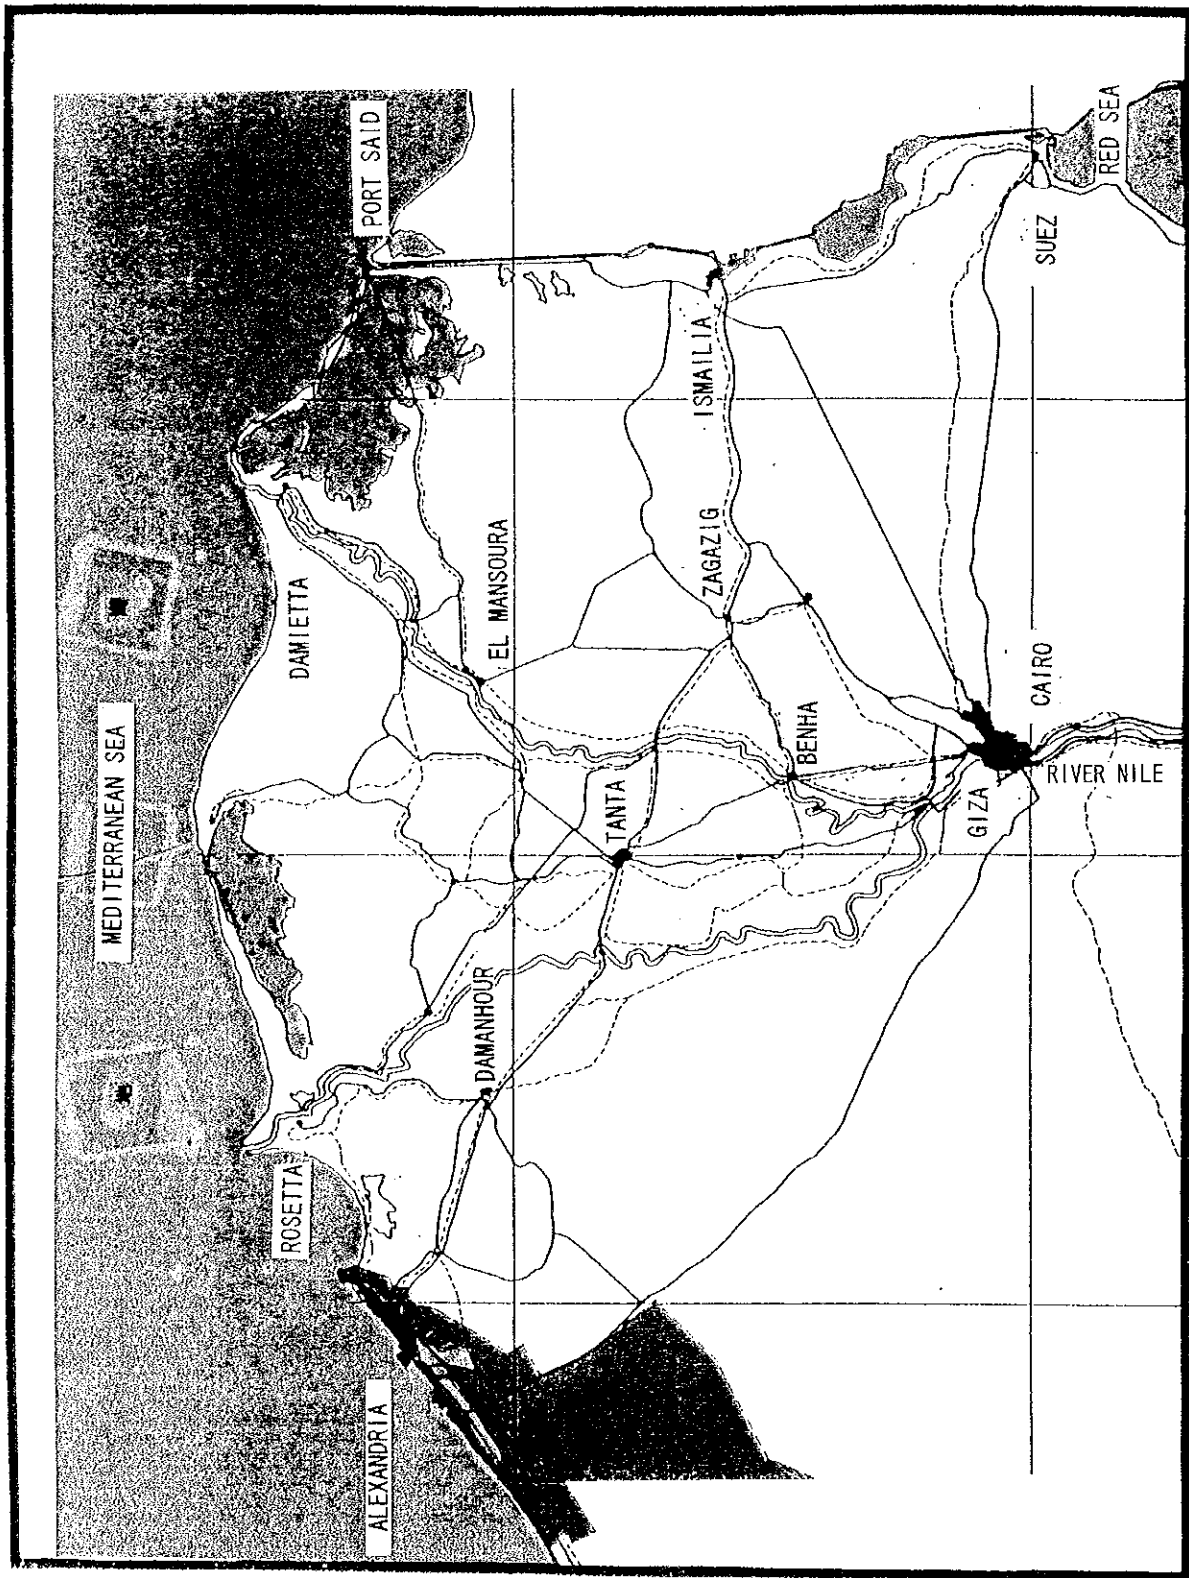 MEDITERRANEAN SEA
PORT SAID
DAMIETTA
ROSETTA
ALEXANDRIA
EL MANSOURA
DAMANHOUR
TANTA
ZAGAZIG
ISMAILIA
BENHA
SUEZ
RED SEA
CAIRO
GIZA
RIVER NILE